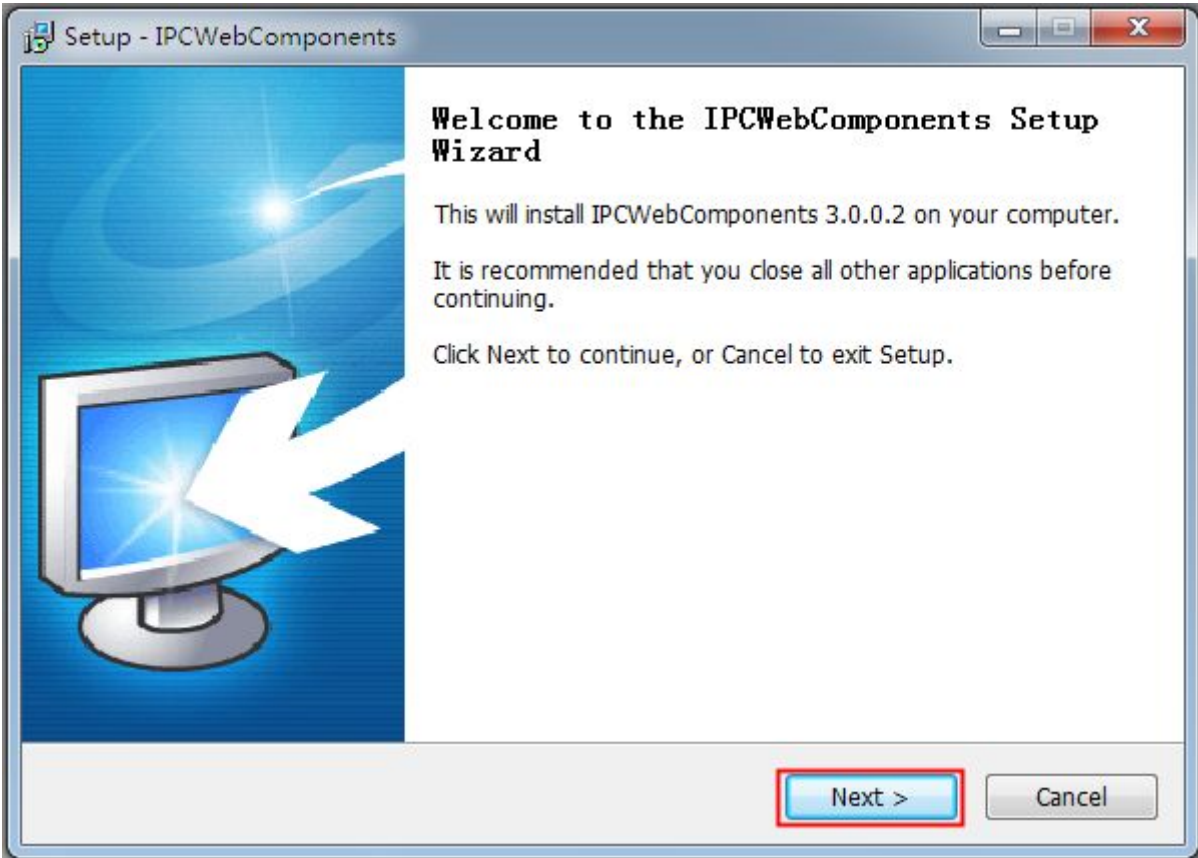 Setup - IPCWebComponents
Welcome to the IPCWebComponents Setup
Wizard
This will install IPCWebComponents 3.0.0.2 on your computer.
It is recommended that you close all other applications before
continuing.
Click Next to continue, or Cancel to exit Setup.
Next >
Cancel